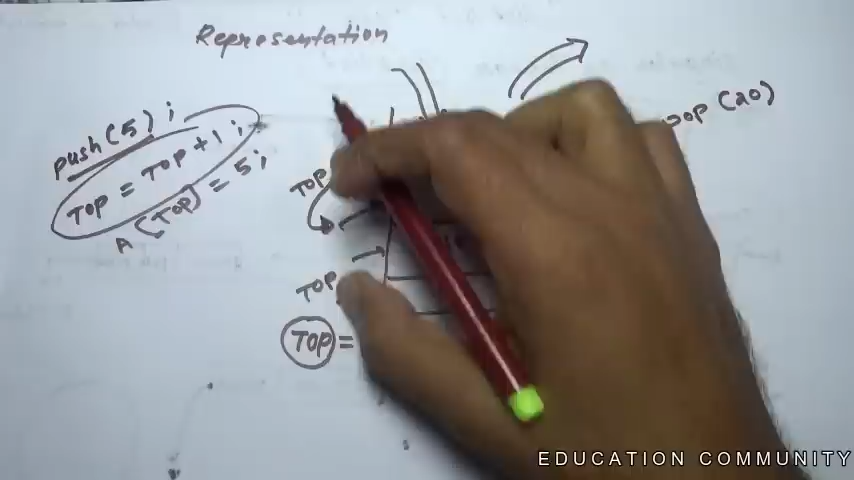 Representation
push(5);
TOP = TOP+1;
A(TOP) = 5;
TOP
TOP
TOP =
pop (20)
EDUCATION COMMUNITY